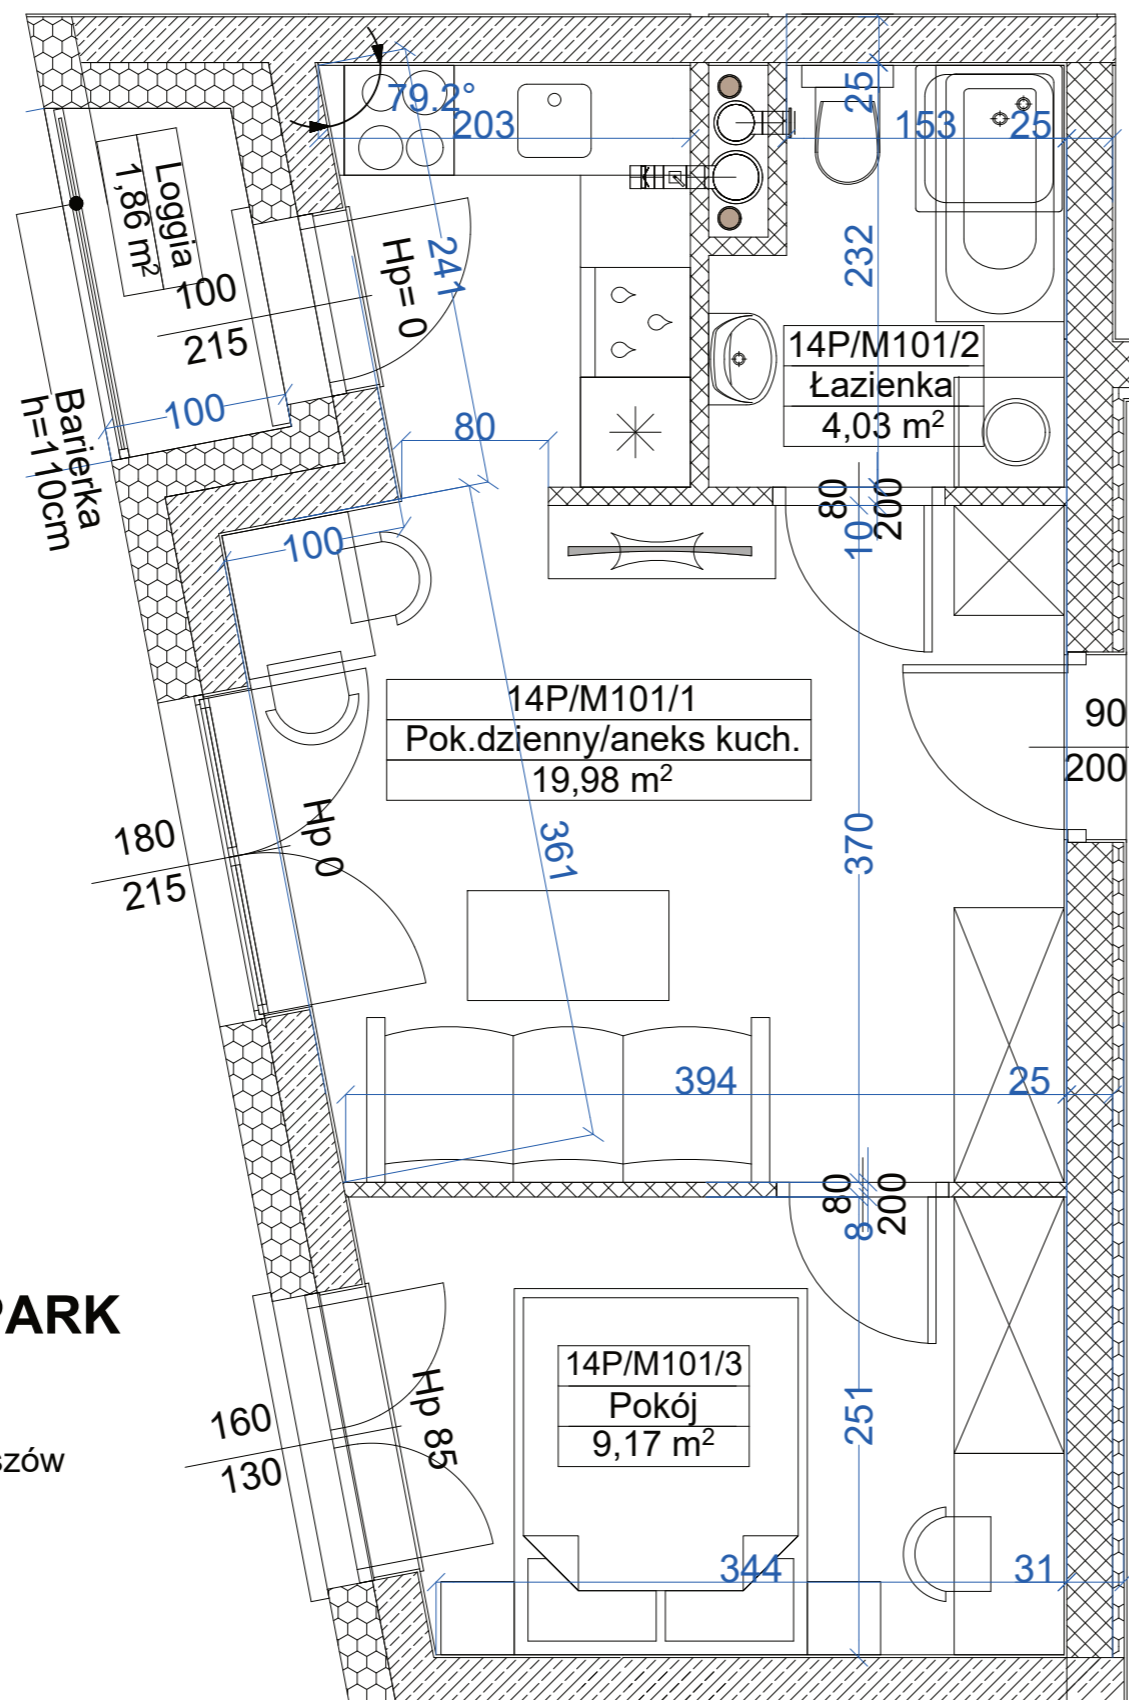 79.2°
203
25
153
25
Loggia
1,86 m²
100
215
Hp= 0
241
232
14P/M101/2
Łazienka
4,03 m²
100
Barierka
h=110cm
80
80
200
10
100
14P/M101/1
Pok.dzienny/aneks kuch.
19,98 m²
90
200
180
215
Hp 0
361
370
394
25
80
200
8
PARK
14P/M101/3
Pokój
9,17 m²
160
130
Hp 85
251
szów
344
31